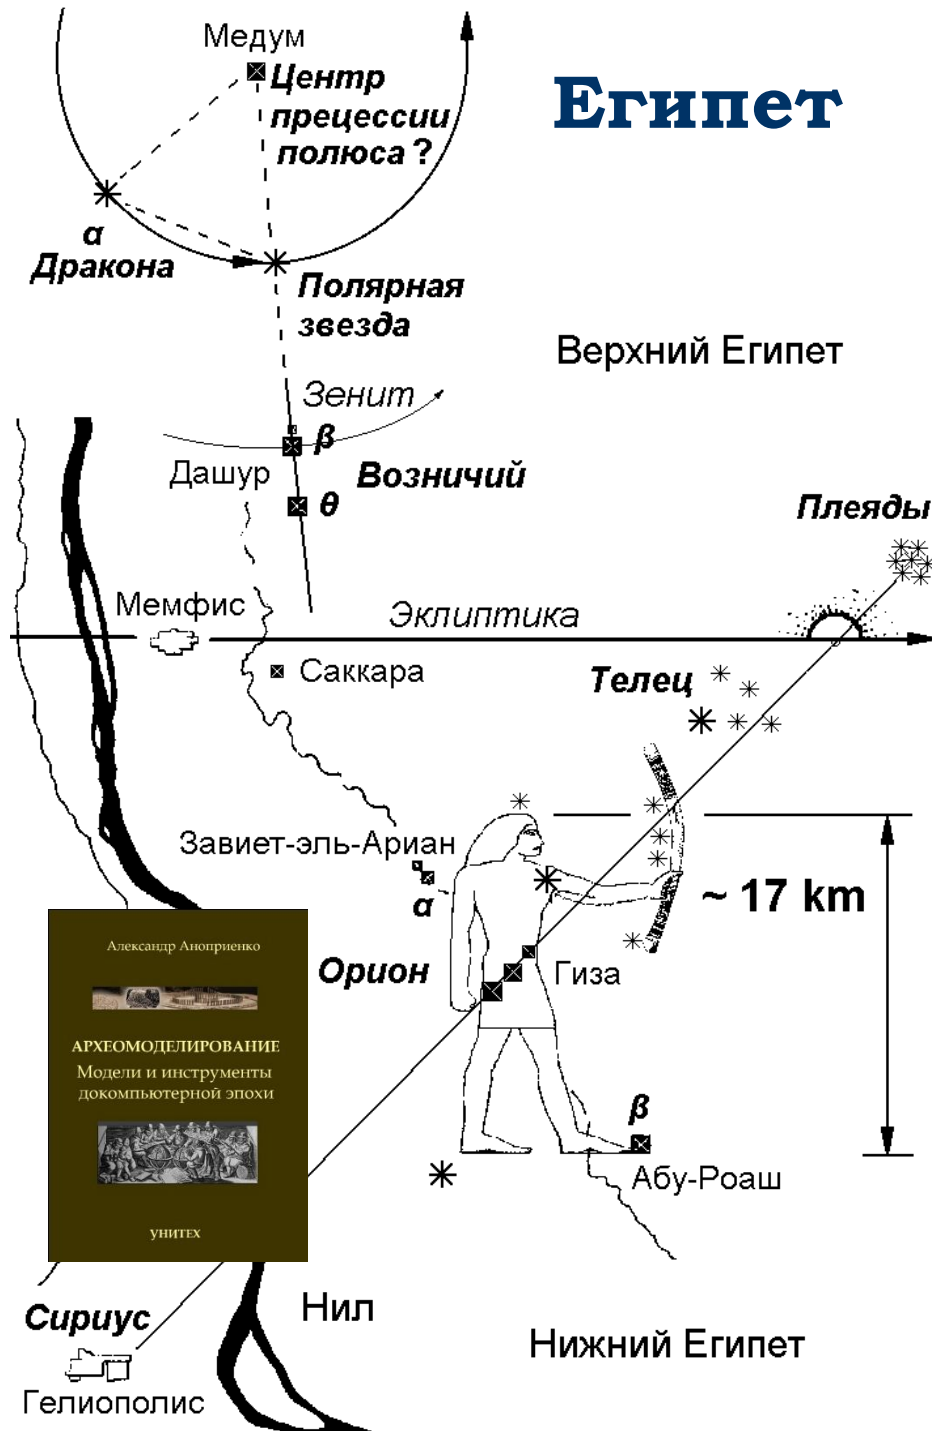 Медум
Центр
прецессии
полюса ?
Египет
α
Дракона
Полярная
звезда
Верхний Египет
Зенит
β
Дашур
Возничий
θ
Плеяды
Мемфис
Эклиптика
Саккара
Телец
Завиет-эль-Ариан
α
~ 17 km
Орион
Гиза
Александр Аноприенко
АРХЕОМОДЕЛИРОВАНИЕ
Модели и инструменты
докомпьютерной эпохи
УНИТЕХ
β
Абу-Роаш
Сириус
Нил
Нижний Египет
Гелиополис